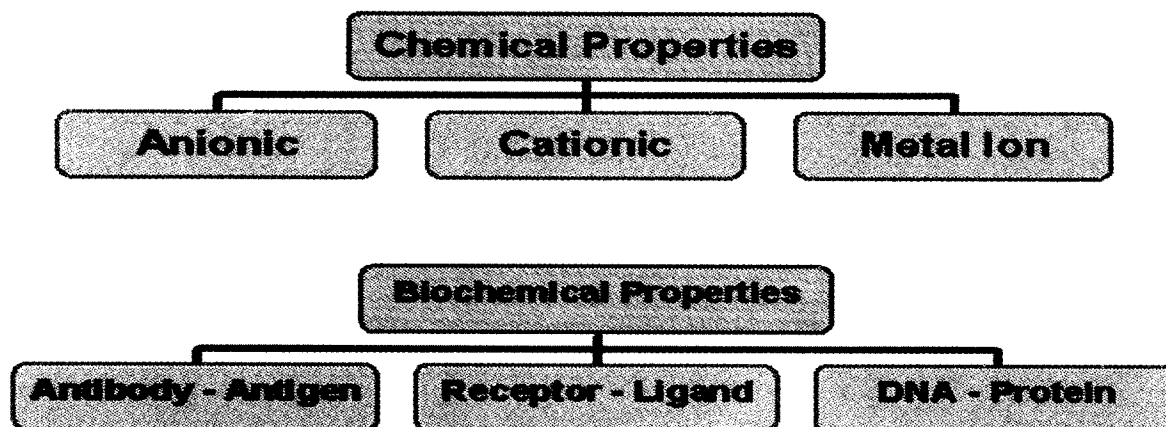 Chemical Properties
Anionic Cationic Metal Ion
Biochemical Properties
Antibody - Antigen Receptor - Ligand DNA - Protein